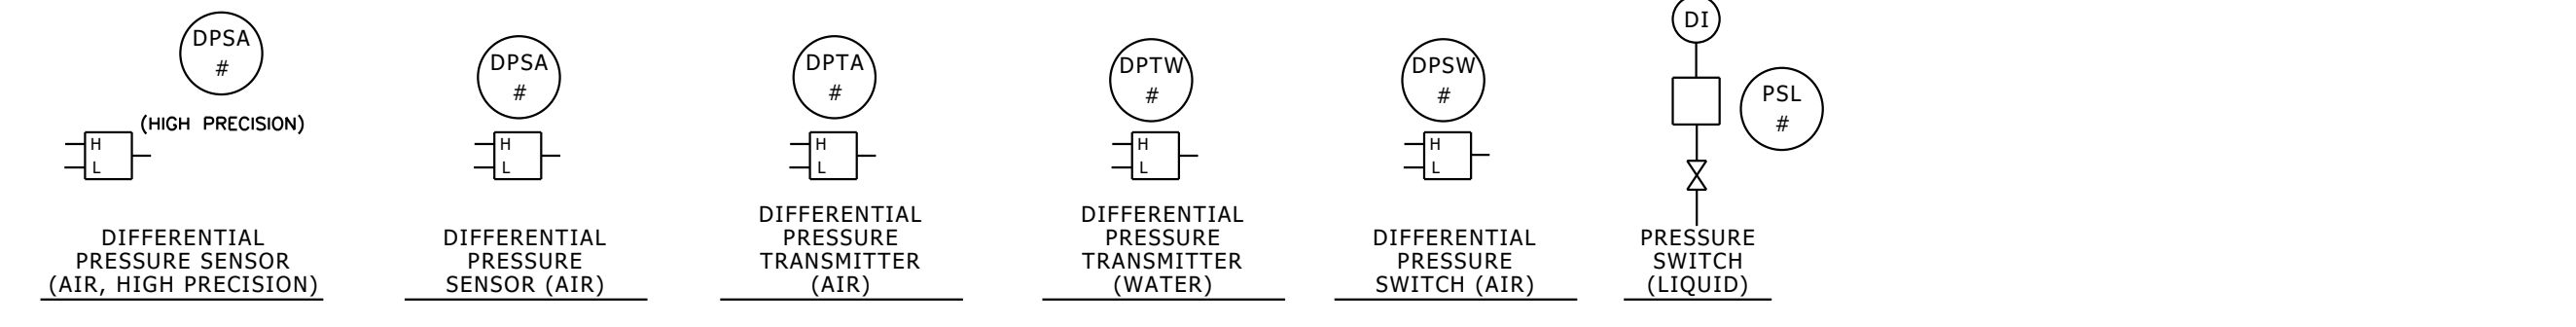 DPSA
#
(HIGH PRECISION)
H
L
DIFFERENTIAL
PRESSURE SENSOR
(AIR, HIGH PRECISION)
DPSA
#
H
L
DIFFERENTIAL
PRESSURE
SENSOR (AIR)
DPTA
#
H
L
DIFFERENTIAL
PRESSURE
TRANSMITTER
(AIR)
DPTW
#
H
L
DIFFERENTIAL
PRESSURE
TRANSMITTER
(WATER)
DPSW
#
H
L
DIFFERENTIAL
PRESSURE
SWITCH (AIR)
DI
PSL
#
PRESSURE
SWITCH
(LIQUID)